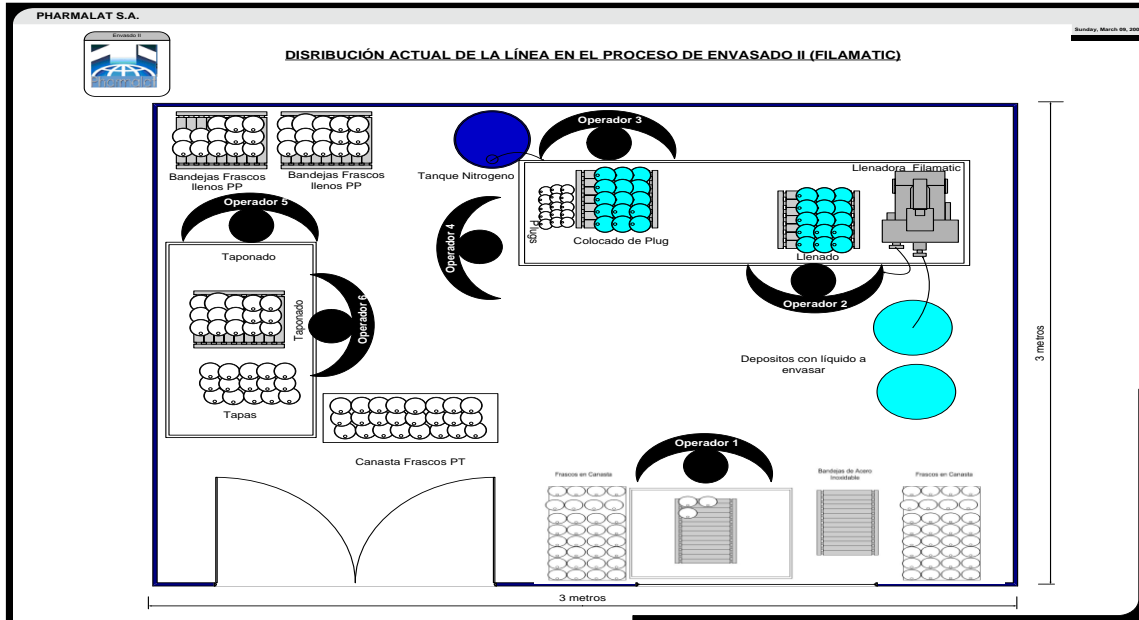 PHARMALAT S.A.
Sunday, March 09, 200
Envasdo II
Pharmalat
DISRIBUCIÓN ACTUAL DE LA LÍNEA EN EL PROCESO DE ENVASADO II (FILAMATIC)
Operador 3
Tanque Nitrogeno
Llenadora Filamatic
Bandejas Frascos
llenos PP
Bandejas Frascos
llenos PP
Operador 5
Taponado
Operador 4
Plugs
Colocado de Plug
Llenado
Operador 2
Taponado
Operador 6
Depositos con líquido a
envasar
3 metros
Tapas
Canasta Frascos PT
Operador 1
Frascos en Canasta
Bandejas de Acero
Inoxidable
Frascos en Canasta
3 metros